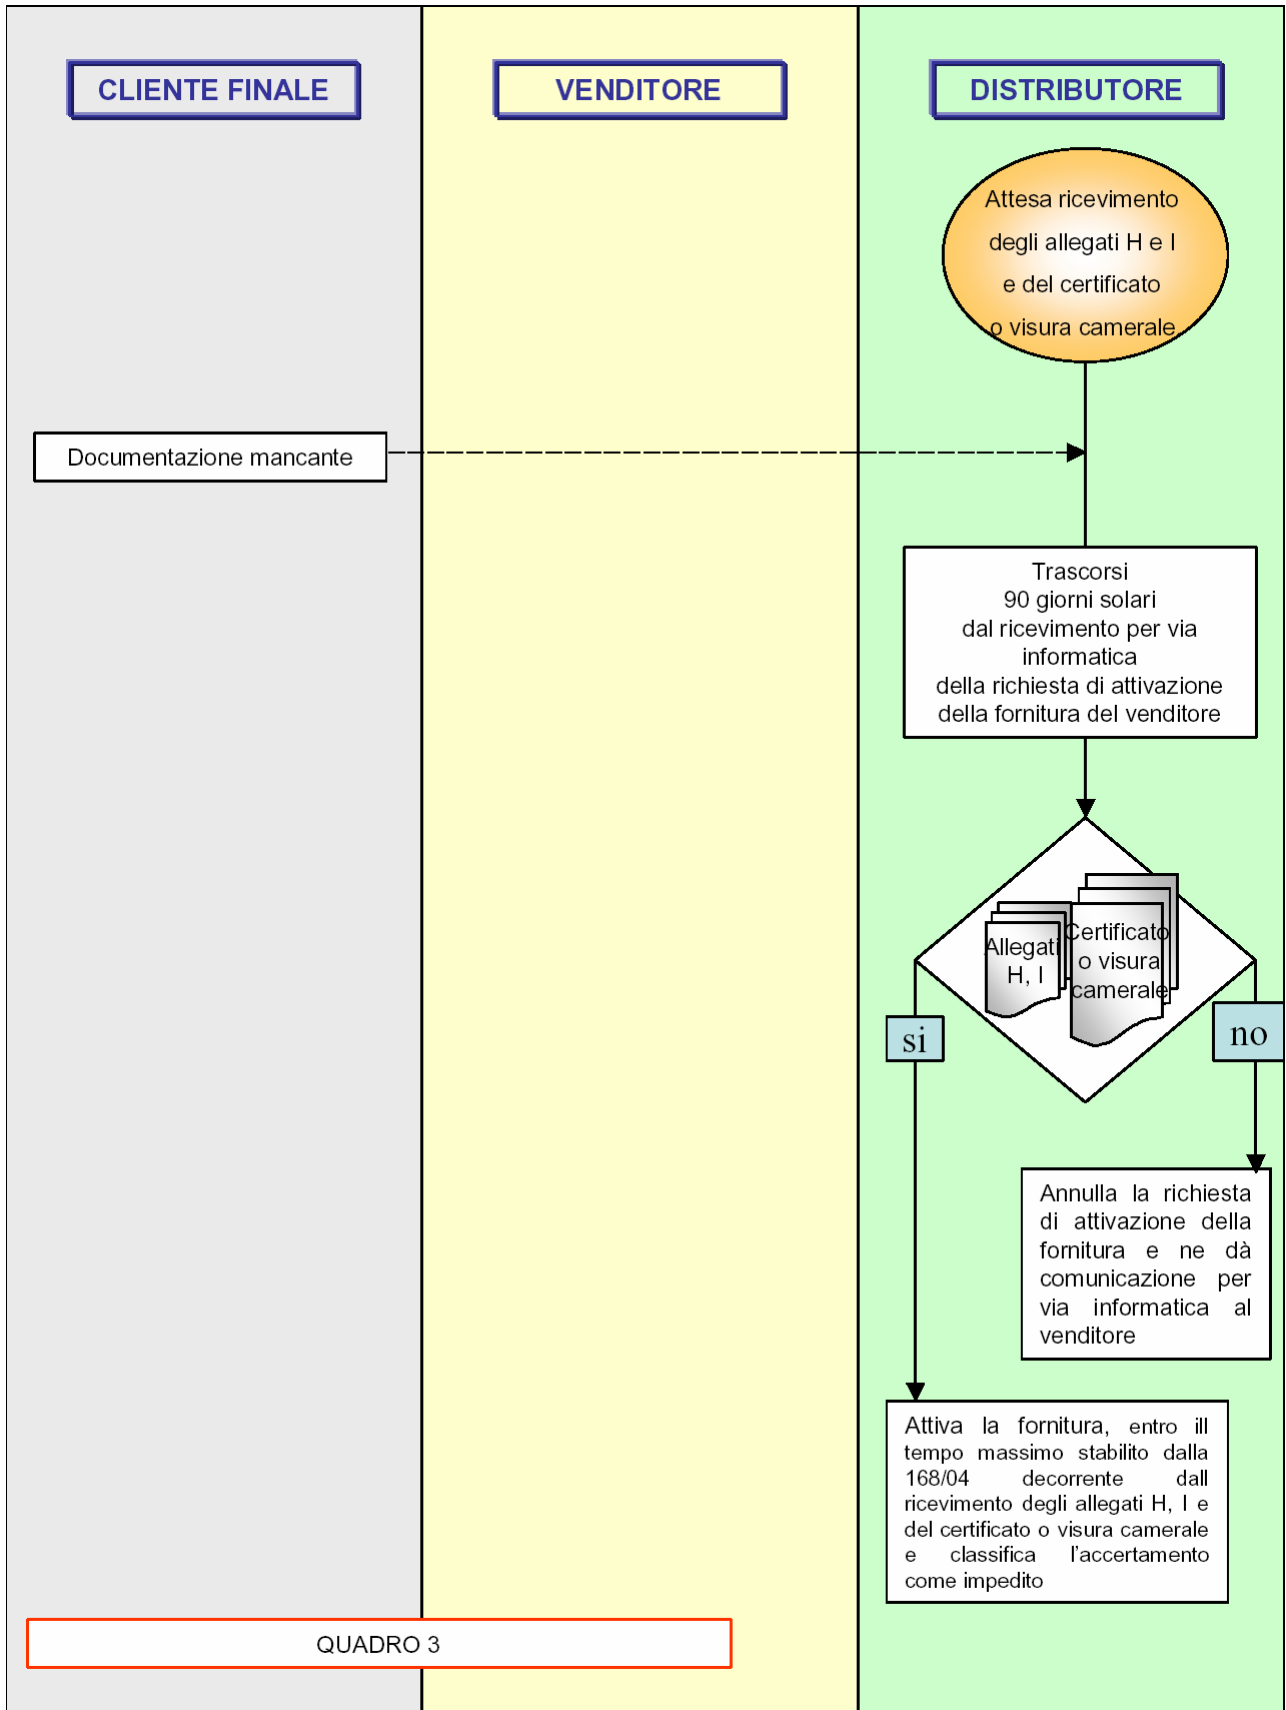 CLIENTE FINALE
VENDITORE
DISTRIBUTORE
Attesa ricevimento
degli allegati H e I
e del certificato
o visura camerale
Documentazione mancante
Trascorsi
90 giorni solari
dal ricevimento per via
informatica
della richiesta di attivazione
della fornitura del venditore
Allegati
H, I
Certificato
o visura
camerale
si
no
Annulla la richiesta
di attivazione della
fornitura e ne dà
comunicazione per
via informatica al
venditore
Attiva la fornitura, entro ill
tempo massimo stabilito dalla
168/04 decorrente dall
ricevimento degli allegati H, I e
del certificato o visura camerale
e classifica l'accertamento
come impedito
QUADRO 3